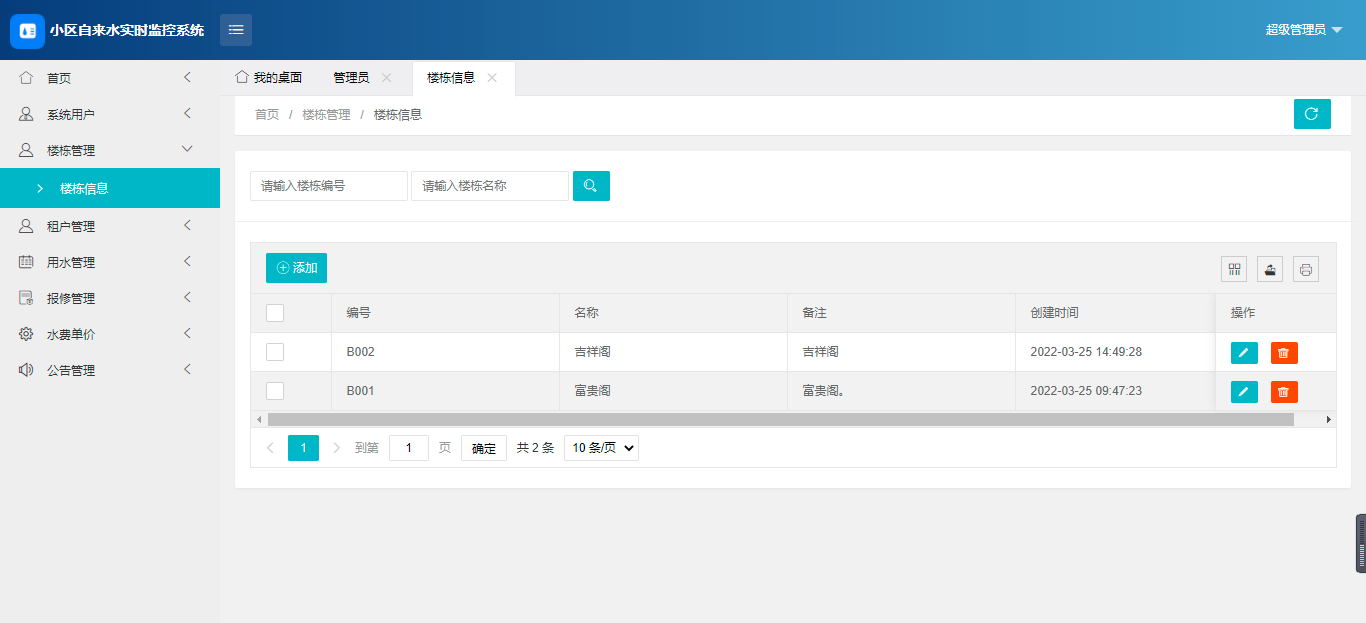 小区自来水实时监控系统
超级管理员
首页
系统用户
楼栋管理
楼栋信息
租户管理
用水管理
报修管理
水费单价
公告管理
我的桌面 管理员 楼栋信息
首页 / 楼栋管理 / 楼栋信息
请输入楼栋编号 请输入楼栋名称
添加
编号 名称 备注 创建时间 操作
B002 吉祥阁 吉祥阁 2022-03-25 14:49:28
B001 富贵阁 富贵阁。 2022-03-25 09:47:23
1 到第 1 页 确定 共 2 条 10 条/页